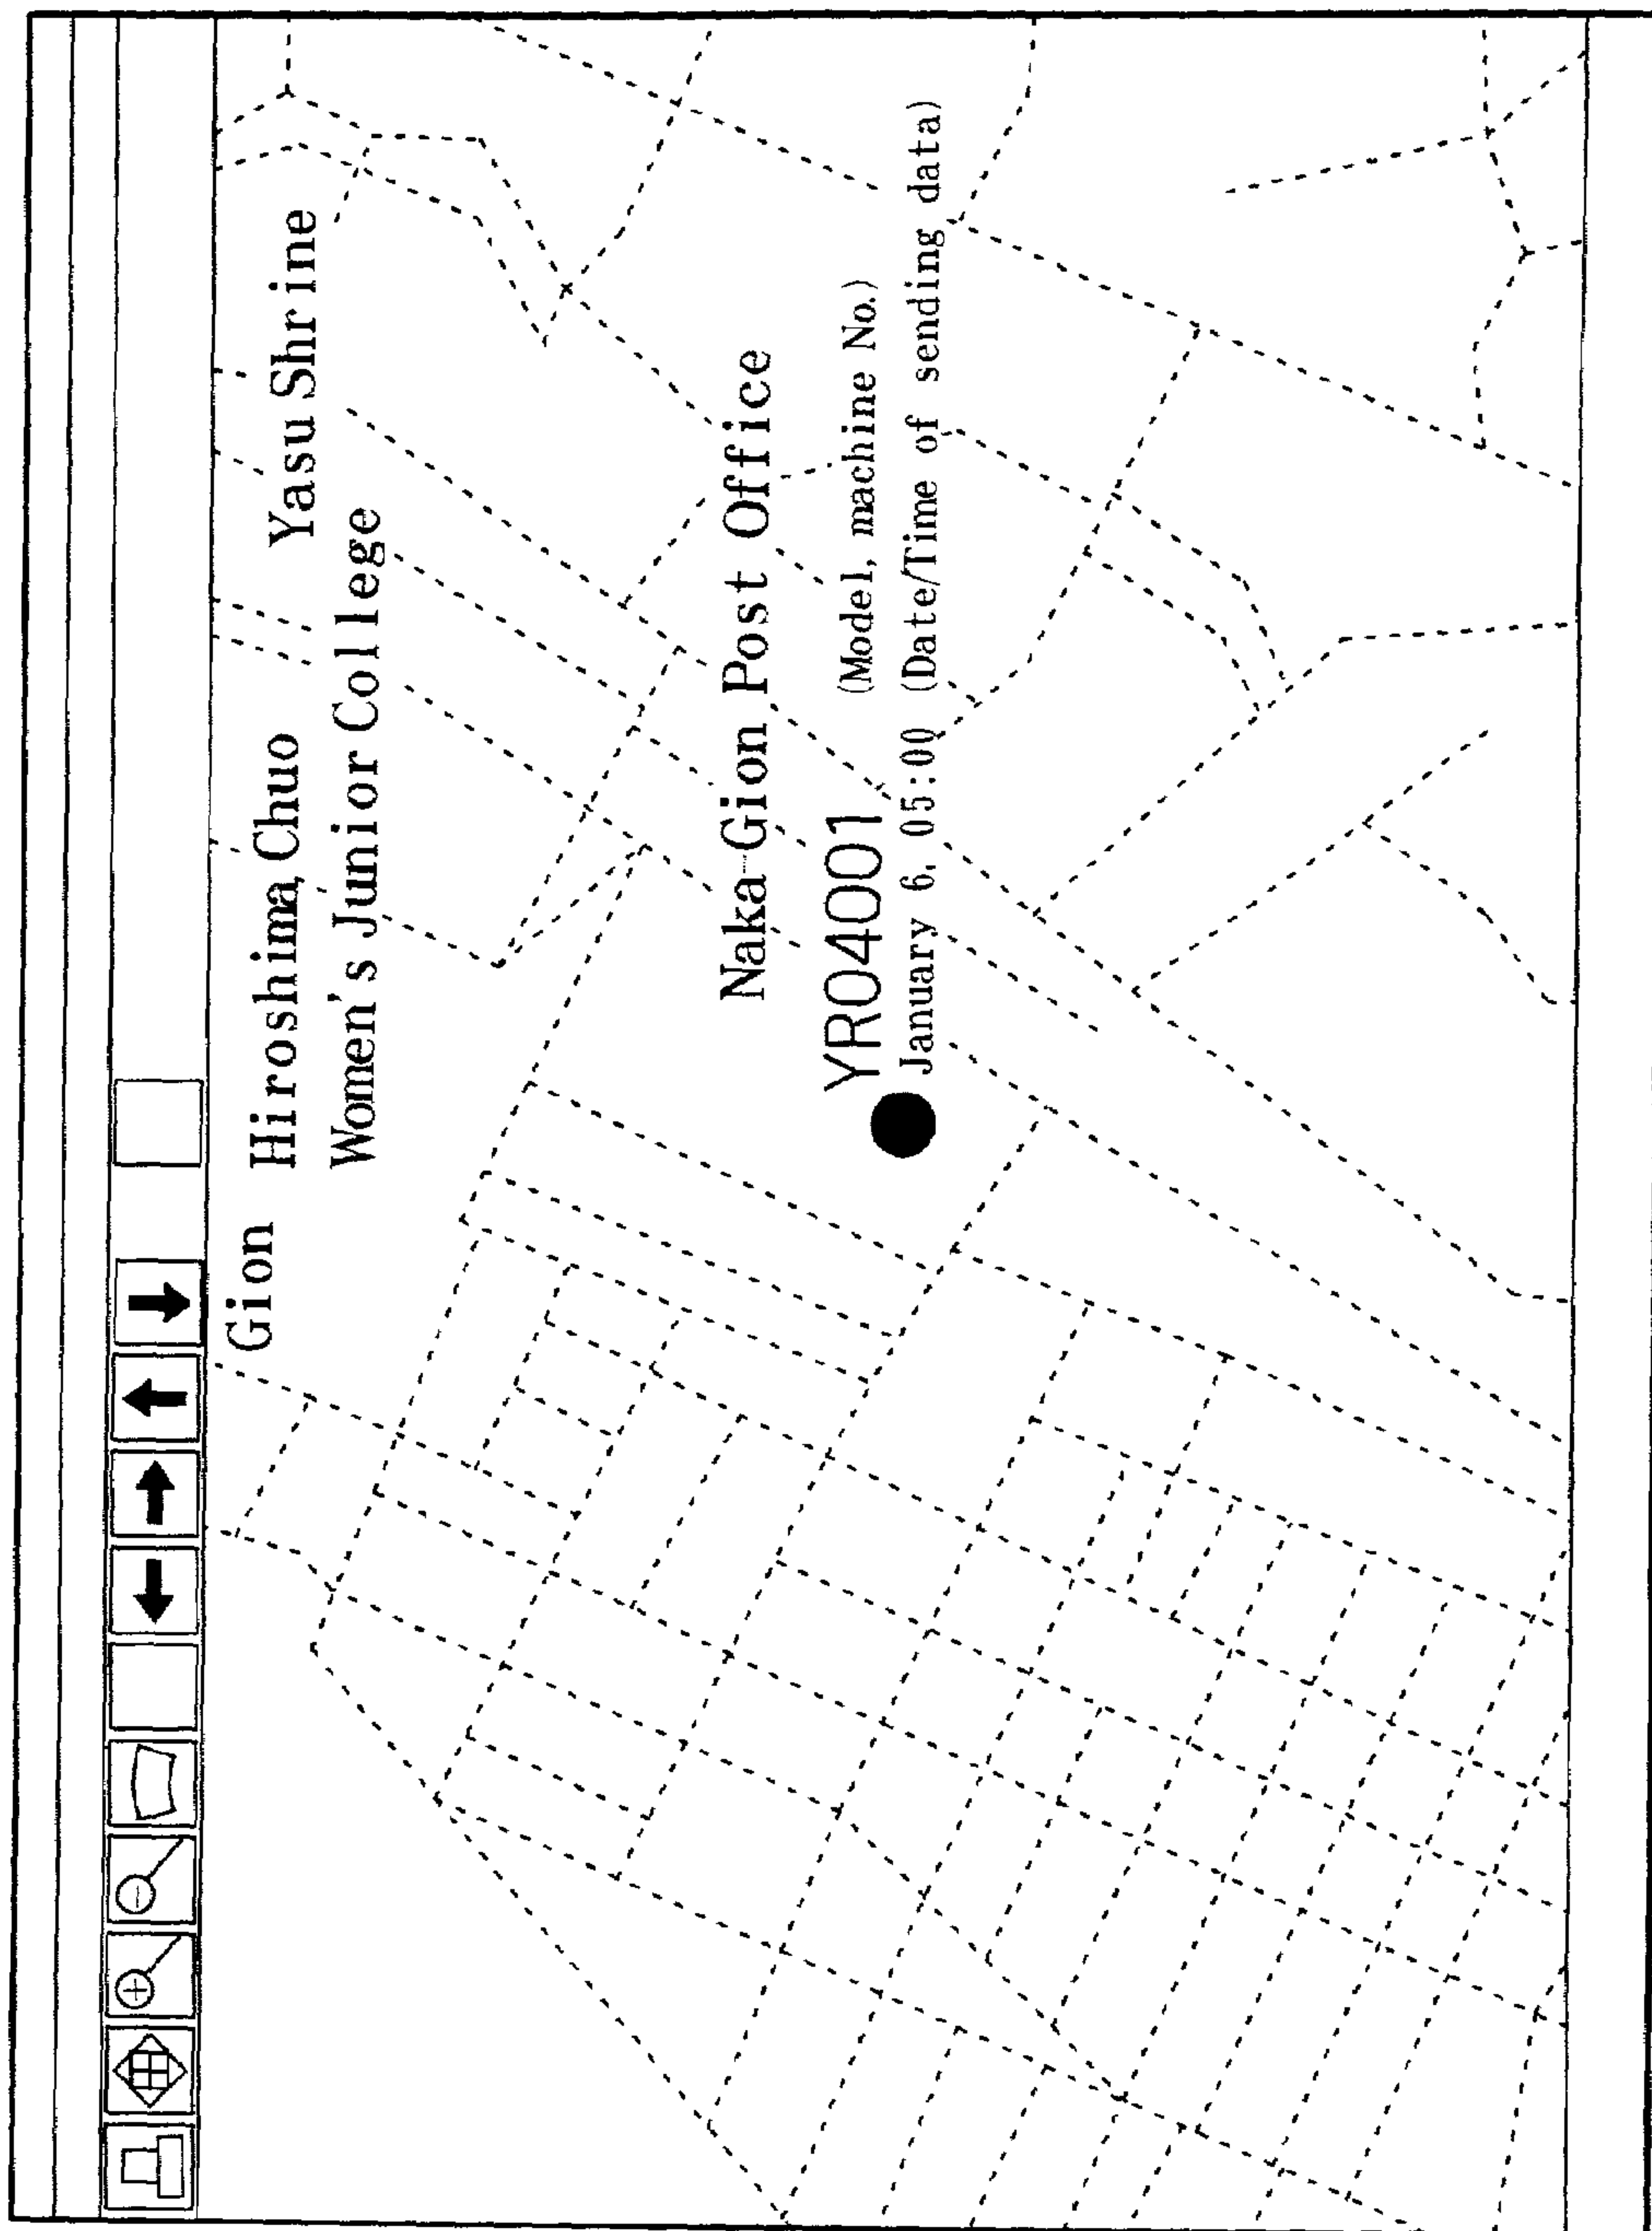 Gion
Hiroshima Chuo
Women's Junior College
Yasu Shrine
Naka-Gion Post Office
YR04001 (Model, machine No.)
January 6. 05:00 (Date/Time of sending data)